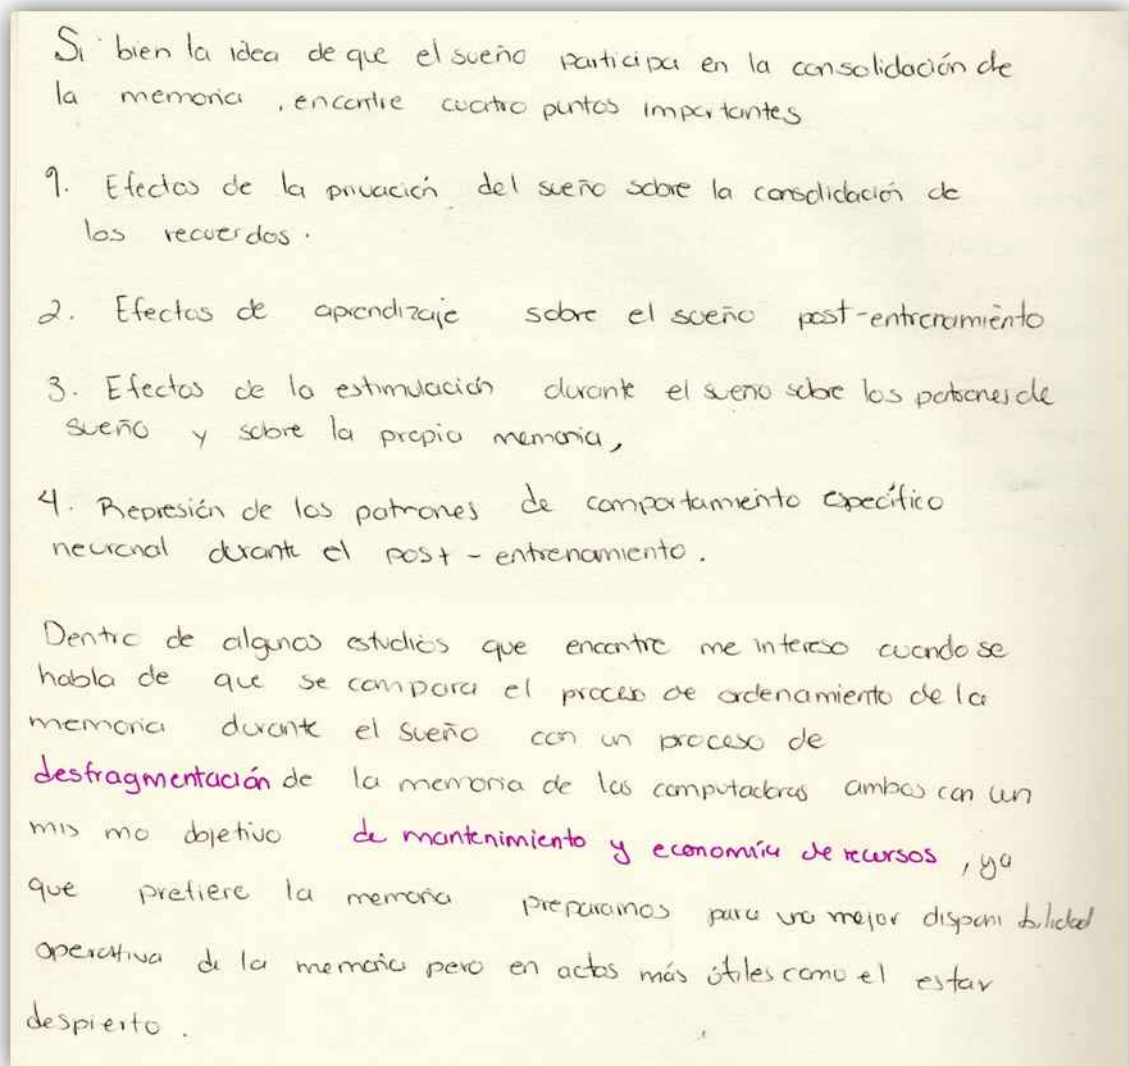 Si bien la idea de que el sueño participa en la consolidación de
la memoria , encontre cuatro puntos importantes
1. Efectos de la privación del sueño sobre la consolidación de
los recuerdos.
2. Efectos de aprendizaje sobre el sueño post-entrenamiento
3. Efectos de la estimulación durante el sueño sobre los patrones de
sueño y sobre la propia memoria,
4. Represión de los patrones de comportamiento específico
neuronal durante el post - entrenamiento.
Dentro de algunos estudios que encontre me intereso cuando se
habla de que se compara el proceso de ordenamiento de la
memoria durante el sueño con un proceso de
desfragmentación de la memoria de las computadoras ambos con un
mis mo objetivo de mantenimiento y economía de recursos , ya
que prefiere la memoria prepararnos para una mejor disponi bilidad
operativa de la memoria pero en actos más útiles como el estar
despierto .